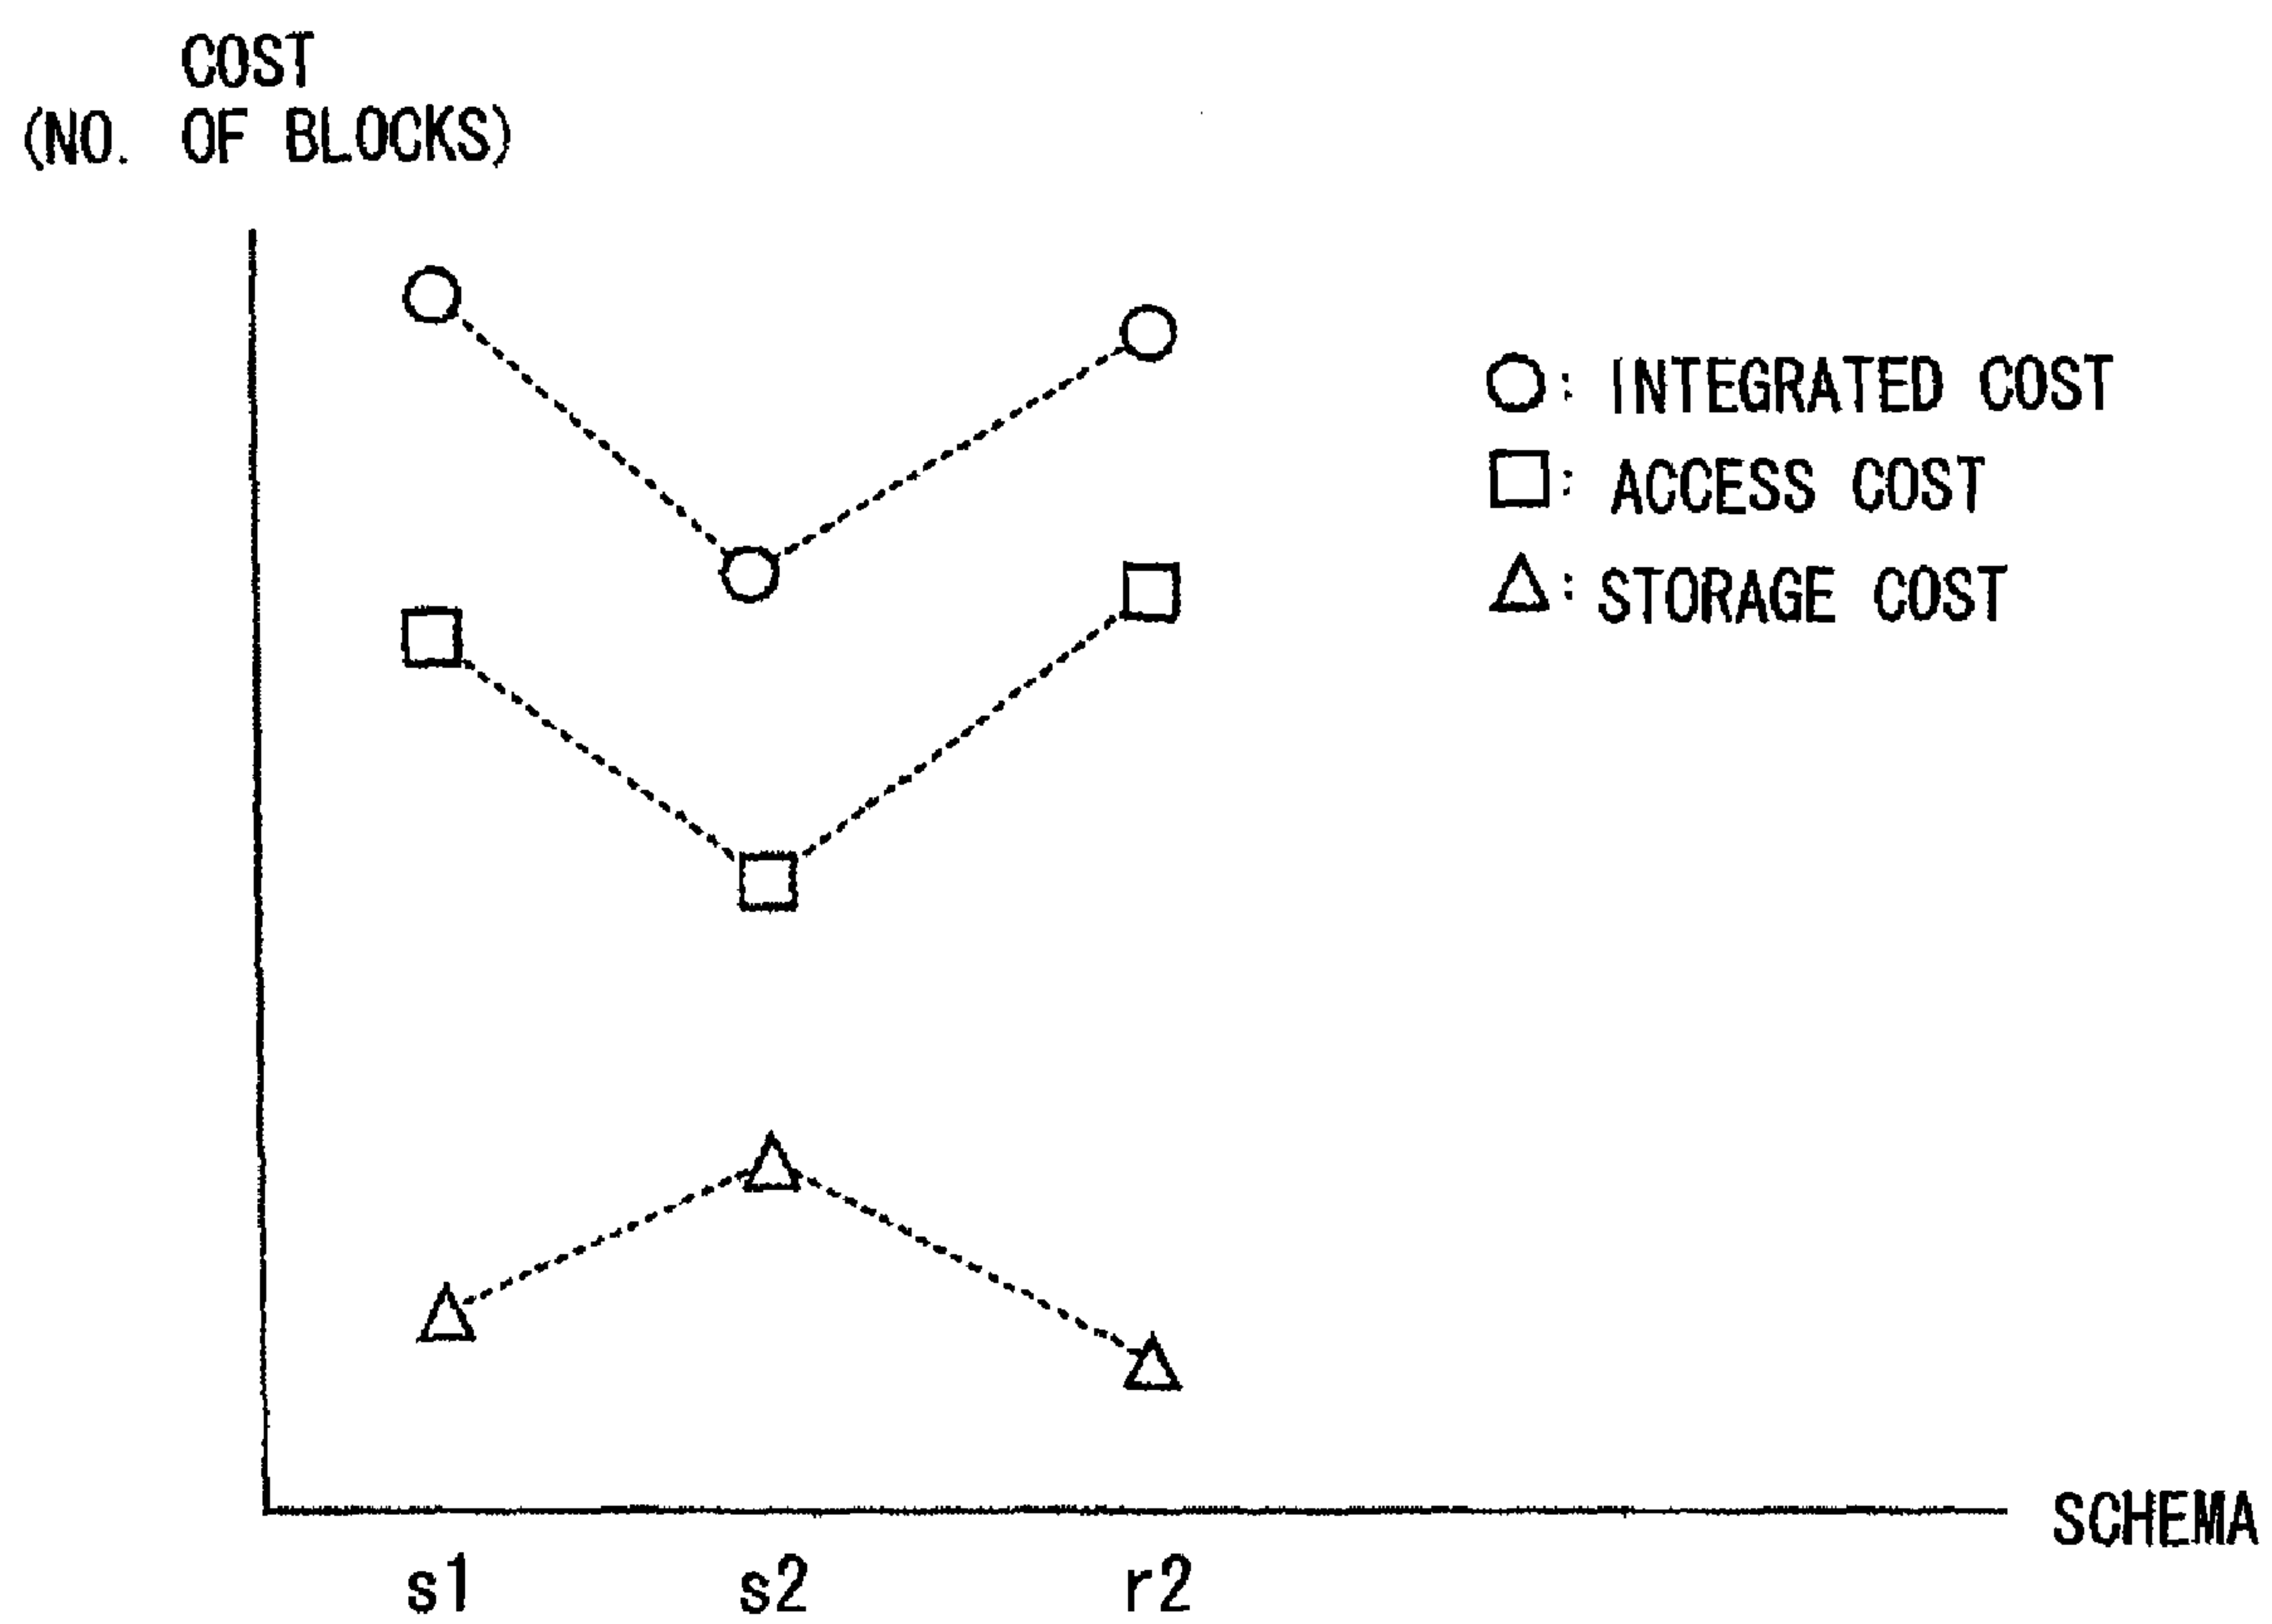 COST
(NO. OF BLOCKS)
○: INTEGRATED COST
□: ACCESS COST
△: STORAGE COST
SCHEMA
s1 s2 r2